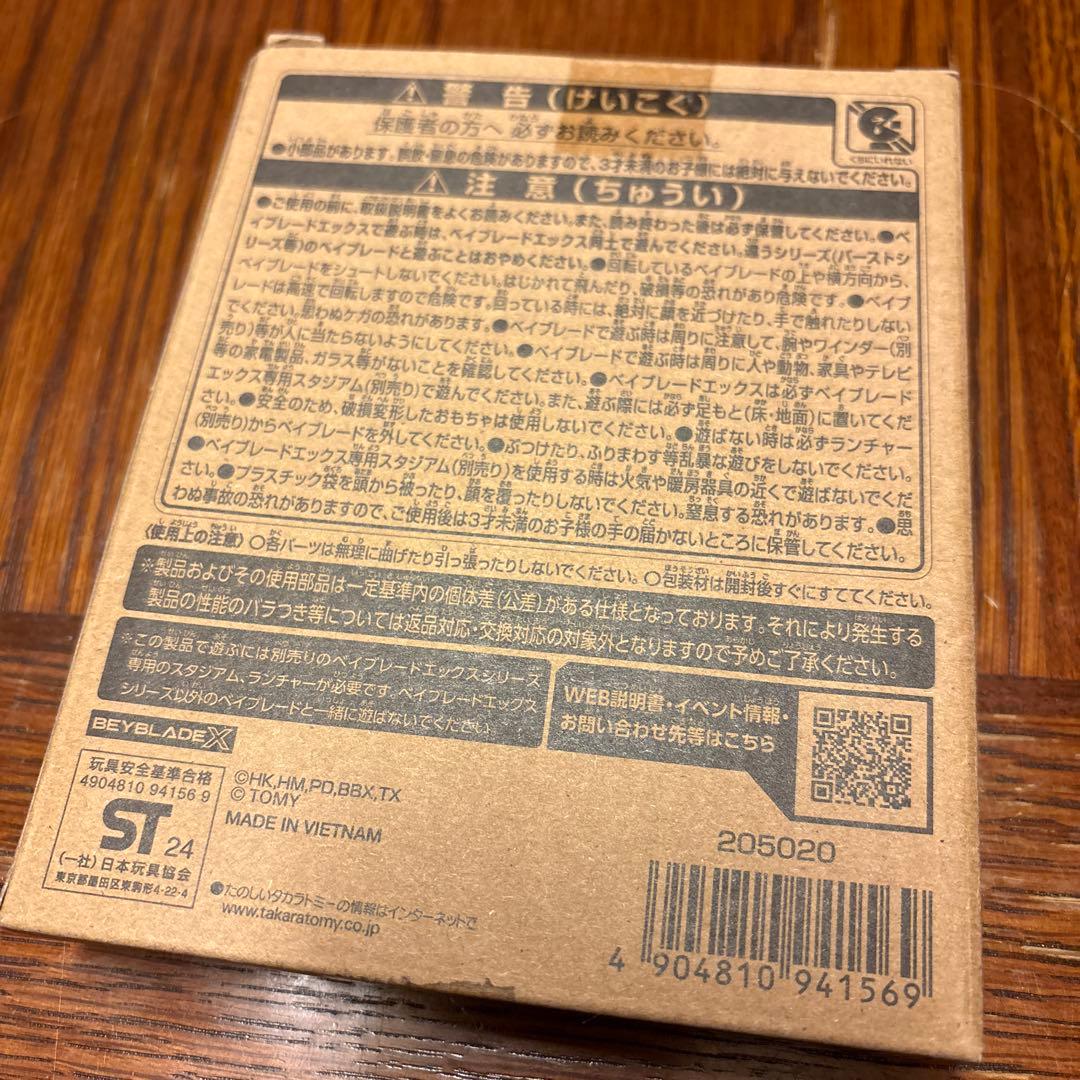 ⚠ 警告(けいこく)
保護者の方へ 必ずお読みください。
●小部品があります。誤飲・窒息の危険がありますので、3才未満のお子様には絶対に与えないでください。
くちにいれない
⚠ 注意(ちゅうい)
●ご使用の前に、取扱説明書をよくお読みください。また、読み終わった後は必ず保管してください。●ベ
イブレードエックスで遊ぶ時は、ベイブレードエックス同士で遊んでください。違うシリーズ(バーストシ
リーズ等)のベイブレードと遊ぶことはおやめください。●回転しているベイブレードの上や横方向から、
ベイブレードをシュートしないでください。はじかれて飛んだり、破損等の恐れがあり危険です。●ベイブ
レードは高速で回転しますので危険です。回っている時には、絶対に顔を近づけたり、手で触れたりしない
でください。思わぬケガの恐れがあります。●ベイブレードで遊ぶ時は周りに注意して、腕やワインダー(別
売り)等が人に当たらないようにしてください。●ベイブレードで遊ぶ時は周りに人や動物、家具やテレビ
等の家電製品、ガラス等がないことを確認してください。●ベイブレードエックスは必ずベイブレード
エックス専用スタジアム(別売り)で遊んでください。また、遊ぶ際には必ず足もと(床・地面)に置いてくだ
さい。●安全のため、破損変形したおもちゃは使用しないでください。●遊ばない時は必ずランチャー
(別売り)からベイブレードを外してください。●ぶつけたり、ふりまわす等乱暴な遊びをしないでください。
●ベイブレードエックス専用スタジアム(別売り)を使用する時は火気や暖房器具の近くで遊ばないでくだ
さい。●プラスチック袋を頭から被ったり、顔を覆ったりしないでください。窒息する恐れがあります。●思
わぬ事故の恐れがありますので、ご使用後は3才未満のお子様の手の届かないところに保管してください。
〈使用上の注意〉○各パーツは無理に曲げたり引っ張ったりしないでください。○包装材は開封後すぐにすててください。
※製品およびその使用部品は一定基準内の個体差(公差)がある仕様となっております。それにより発生する
製品の性能のバラつき等については返品対応・交換対応の対象外となりますので予めご了承ください。
※この製品で遊ぶには別売りのベイブレードエックスシリーズ
専用のスタジアム、ランチャーが必要です。ベイブレードエックス
シリーズ以外のベイブレードと一緒に遊ばないでください。
WEB説明書・イベント情報・
お問い合わせ先等はこちら
BEYBLADE X
玩具安全基準合格
4904810 94156 9
ST 24
(一社)日本玩具協会
東京都墨田区東駒形4-22-4
©HK,HM,PD,BBX,TX
© TOMY
MADE IN VIETNAM
●たのしいタカラトミーの情報はインターネットで
www.takaratomy.co.jp
205020
4 904810 941569